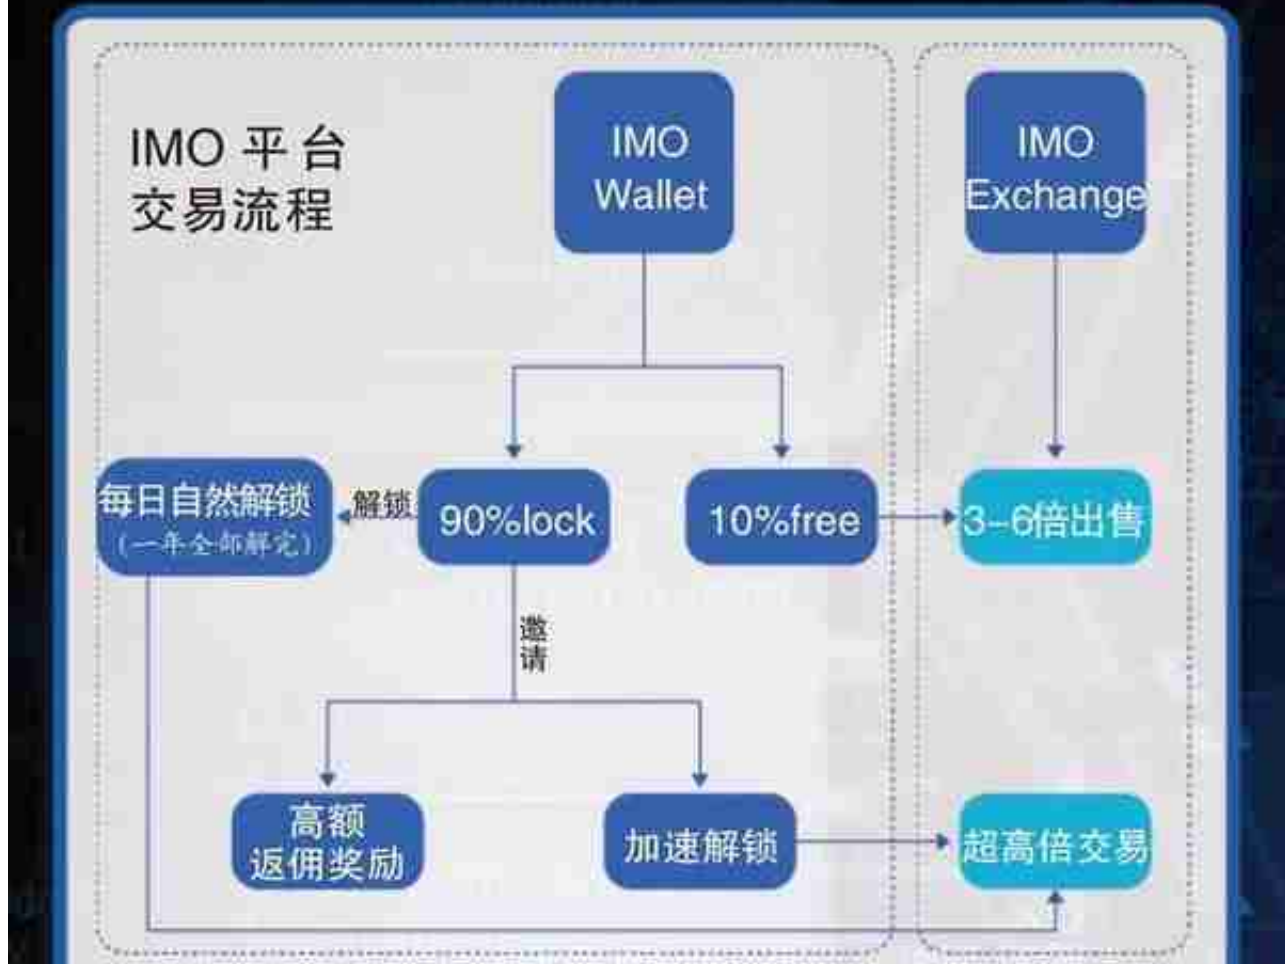 IMO 平台
交易流程
IMO
Wallet
IMO
Exchange
每日自然解锁
(一年全部解完)
解锁
90%lock
10%free
3-6倍出售
邀
请
高额
返佣奖励
加速解锁
超高倍交易